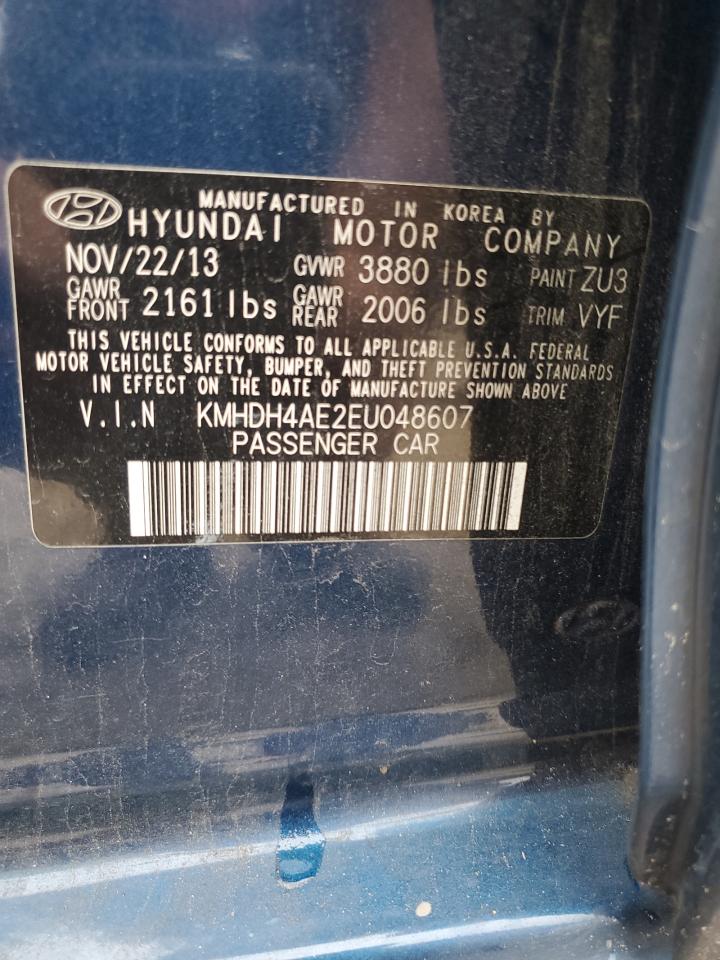 MANUFACTURED IN KOREA BY
HYUNDAI MOTOR COMPANY
NOV/22/13 GVWR 3880 lbs PAINT ZU3
GAWR FRONT 2161 lbs GAWR REAR 2006 lbs TRIM VYF
THIS VEHICLE CONFORMS TO ALL APPLICABLE U.S.A. FEDERAL
MOTOR VEHICLE SAFETY, BUMPER, AND THEFT PREVENTION STANDARDS
IN EFFECT ON THE DATE OF MANUFACTURE SHOWN ABOVE
V.I.N KMHDH4AE2EU048607
PASSENGER CAR